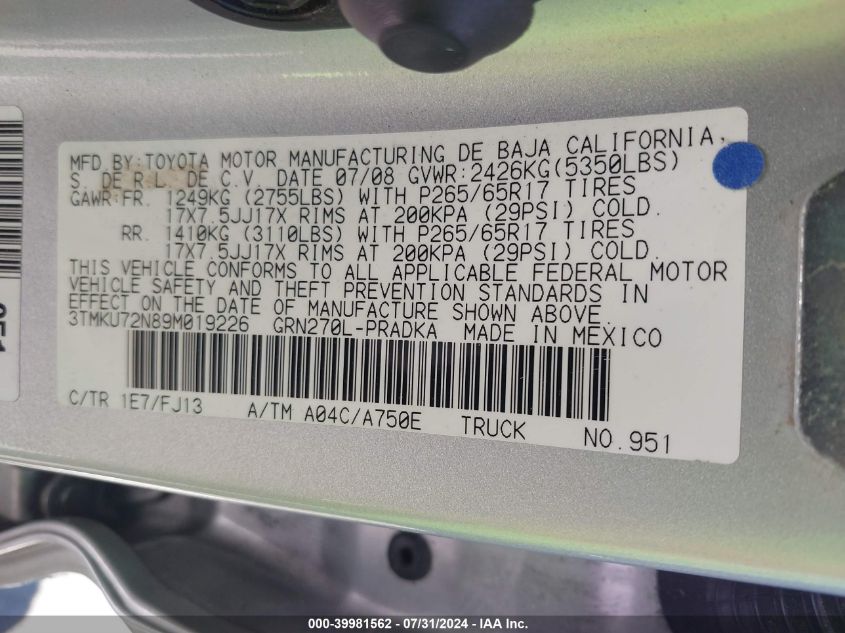 MFD BY:TOYOTA MOTOR MANUFACTURING DE BAJA CALIFORNIA,
S. DE R.L. DE C.V. DATE 07/08 GVWR:2426KG(5350LBS)
GAWR:FR. 1249KG (2755LBS) WITH P265/65R17 TIRES
17X7.5JJ17X RIMS AT 200KPA (29PSI) COLD.
RR. 1410KG (3110LBS) WITH P265/65R17 TIRES
17X7.5JJ17X RIMS AT 200KPA (29PSI) COLD.
THIS VEHICLE CONFORMS TO ALL APPLICABLE FEDERAL MOTOR
VEHICLE SAFETY AND THEFT PREVENTION STANDARDS IN
EFFECT ON THE DATE OF MANUFACTURE SHOWN ABOVE.
3TMKU72N89M019226 GRN270L-PRADKA MADE IN MEXICO
C/TR 1E7/FJ13 A/TM A04C/A750E TRUCK NO.951
951
000-39981562 - 07/31/2024 - IAAI Inc.